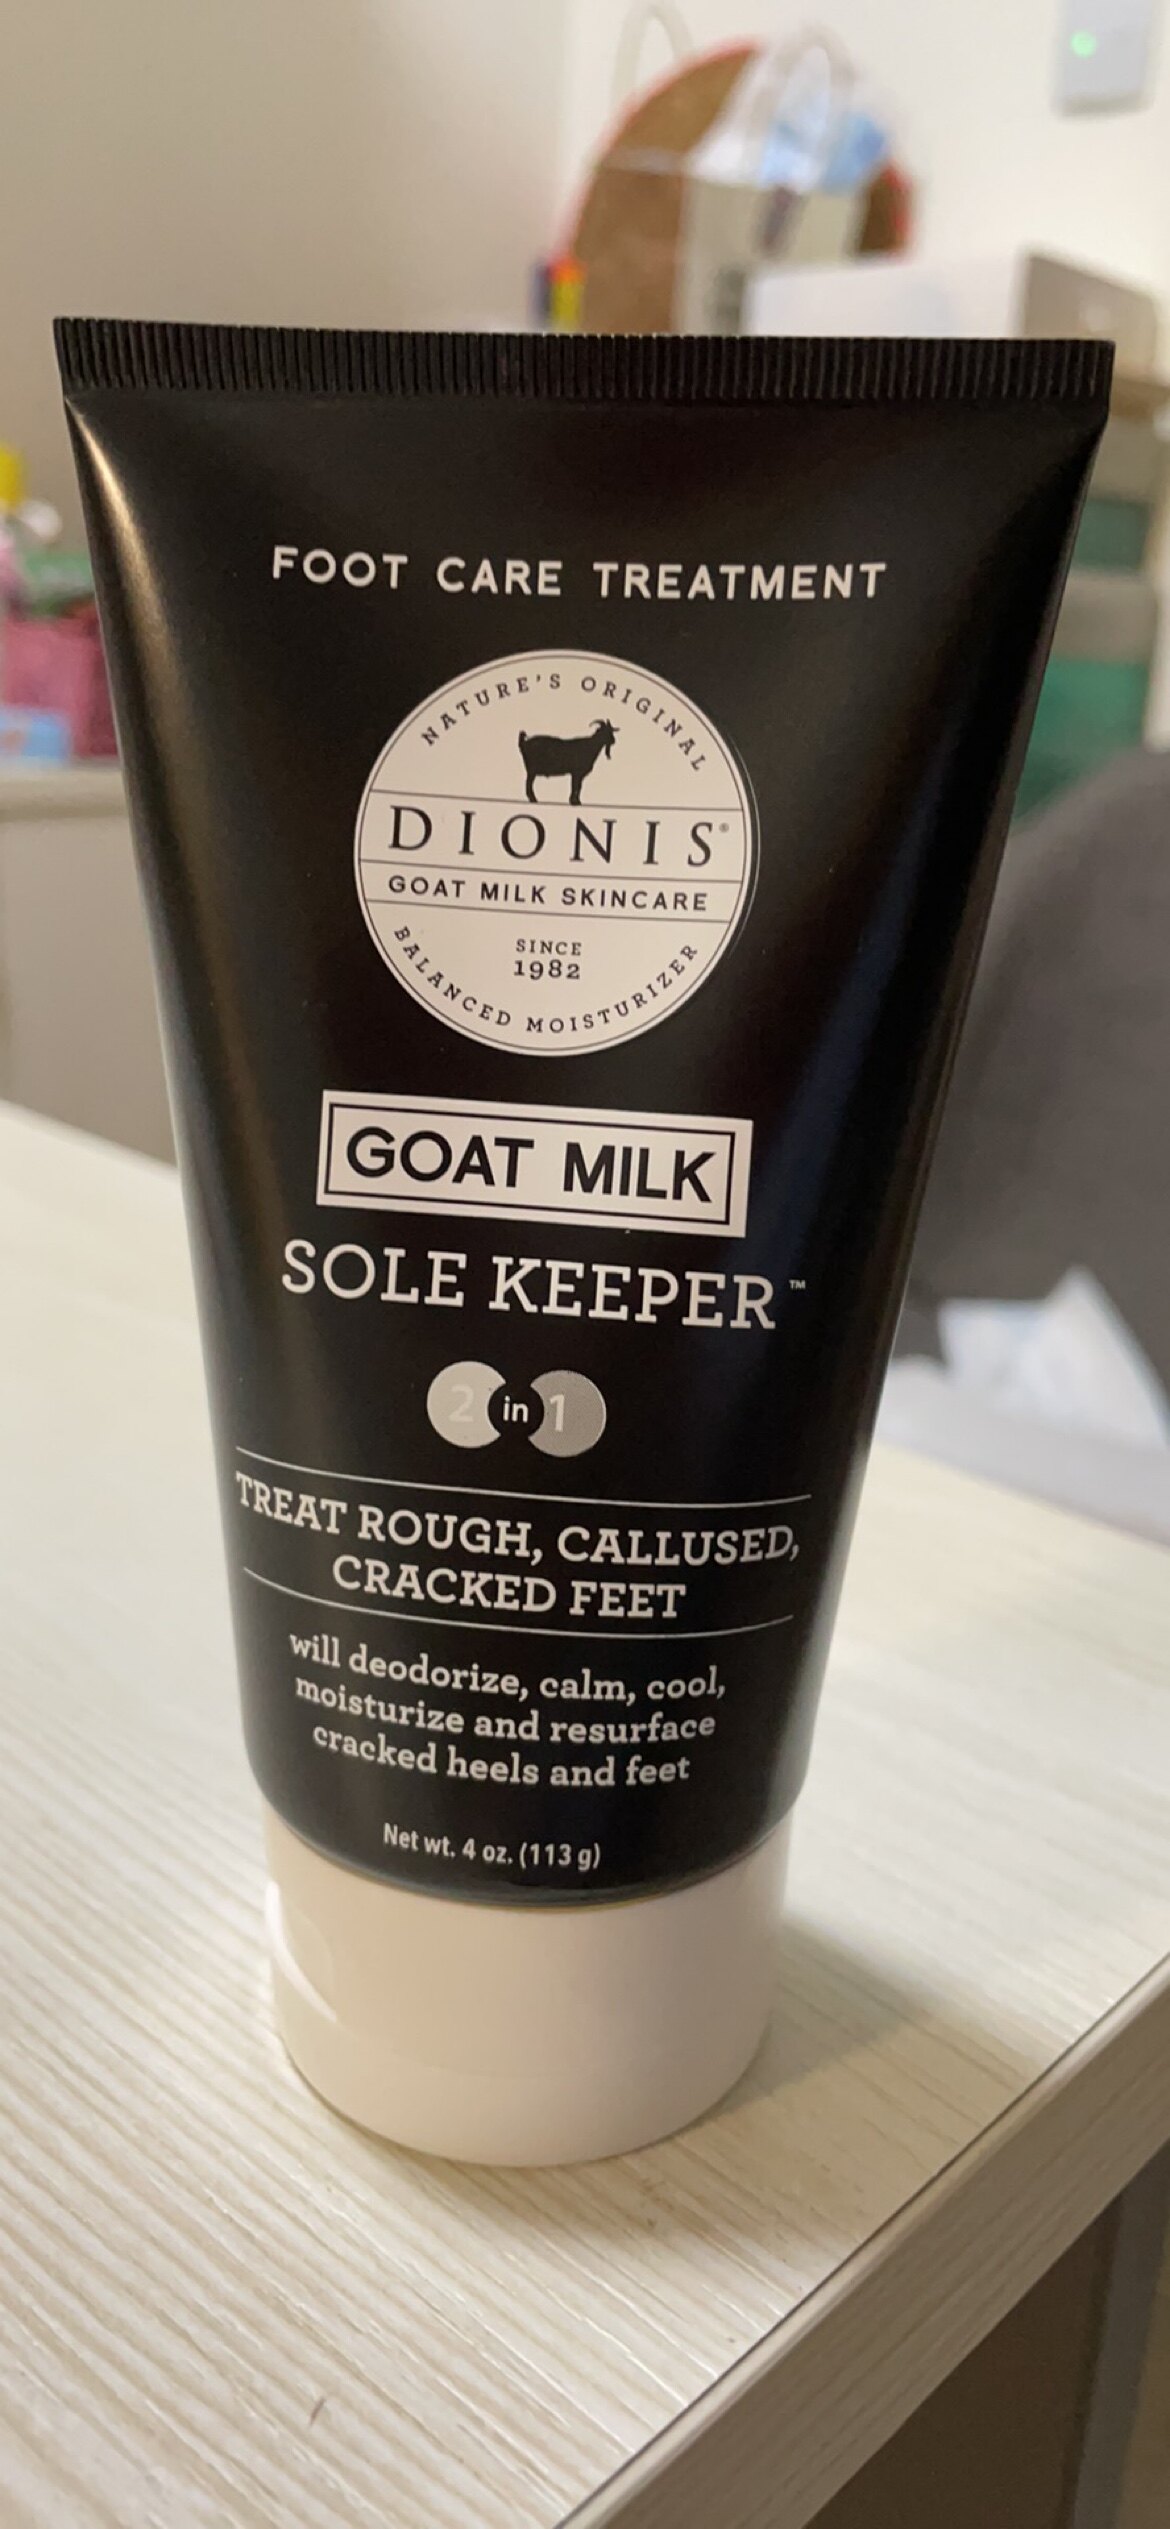 FOOT CARE TREATMENT
NATURE'S ORIGINAL
DIONIS®
GOAT MILK SKINCARE
SINCE
1982
BALANCED MOISTURIZER
GOAT MILK
SOLE KEEPER™
2 in 1
TREAT ROUGH, CALLUSED,
CRACKED FEET
will deodorize, calm, cool,
moisturize and resurface
cracked heels and feet
Net wt. 4 oz. (113 g)